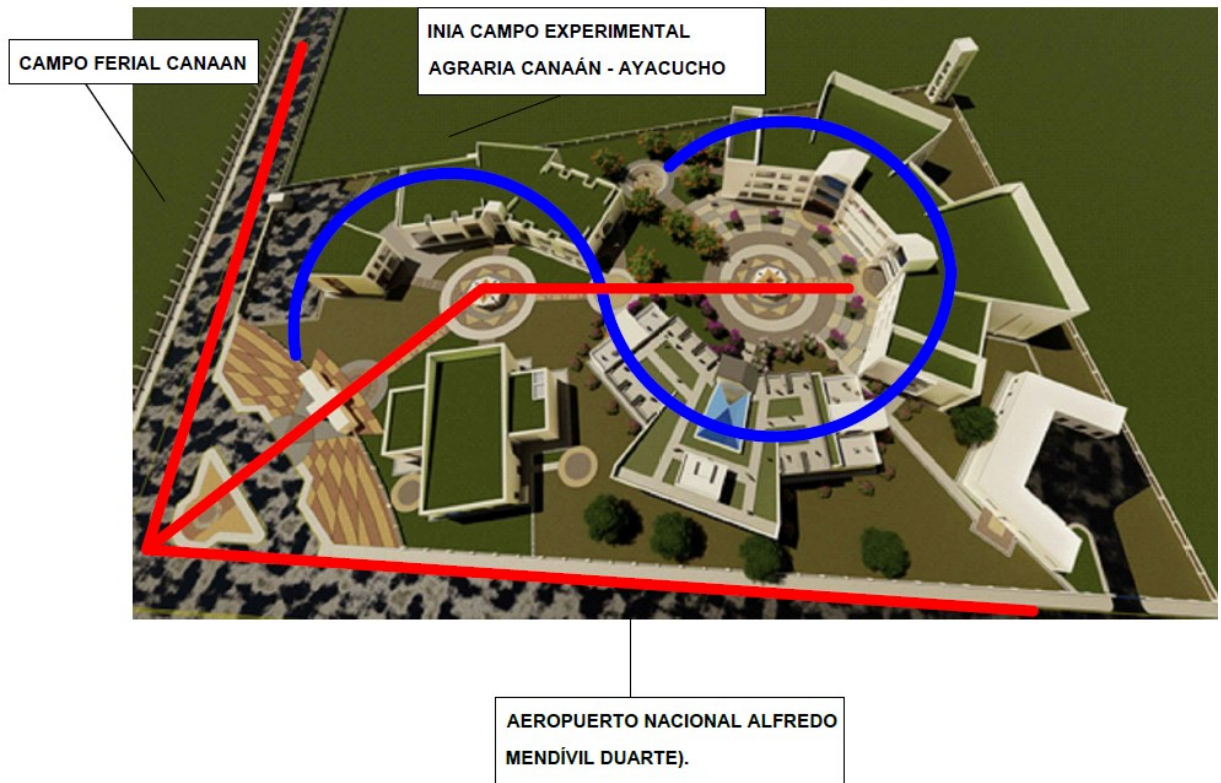 CAMPO FERIAL CANAAN
INIA CAMPO EXPERIMENTAL
AGRARIA CANAÁN - AYACUCHO
AEROPUERTO NACIONAL ALFREDO
MENDÍVIL DUARTE).